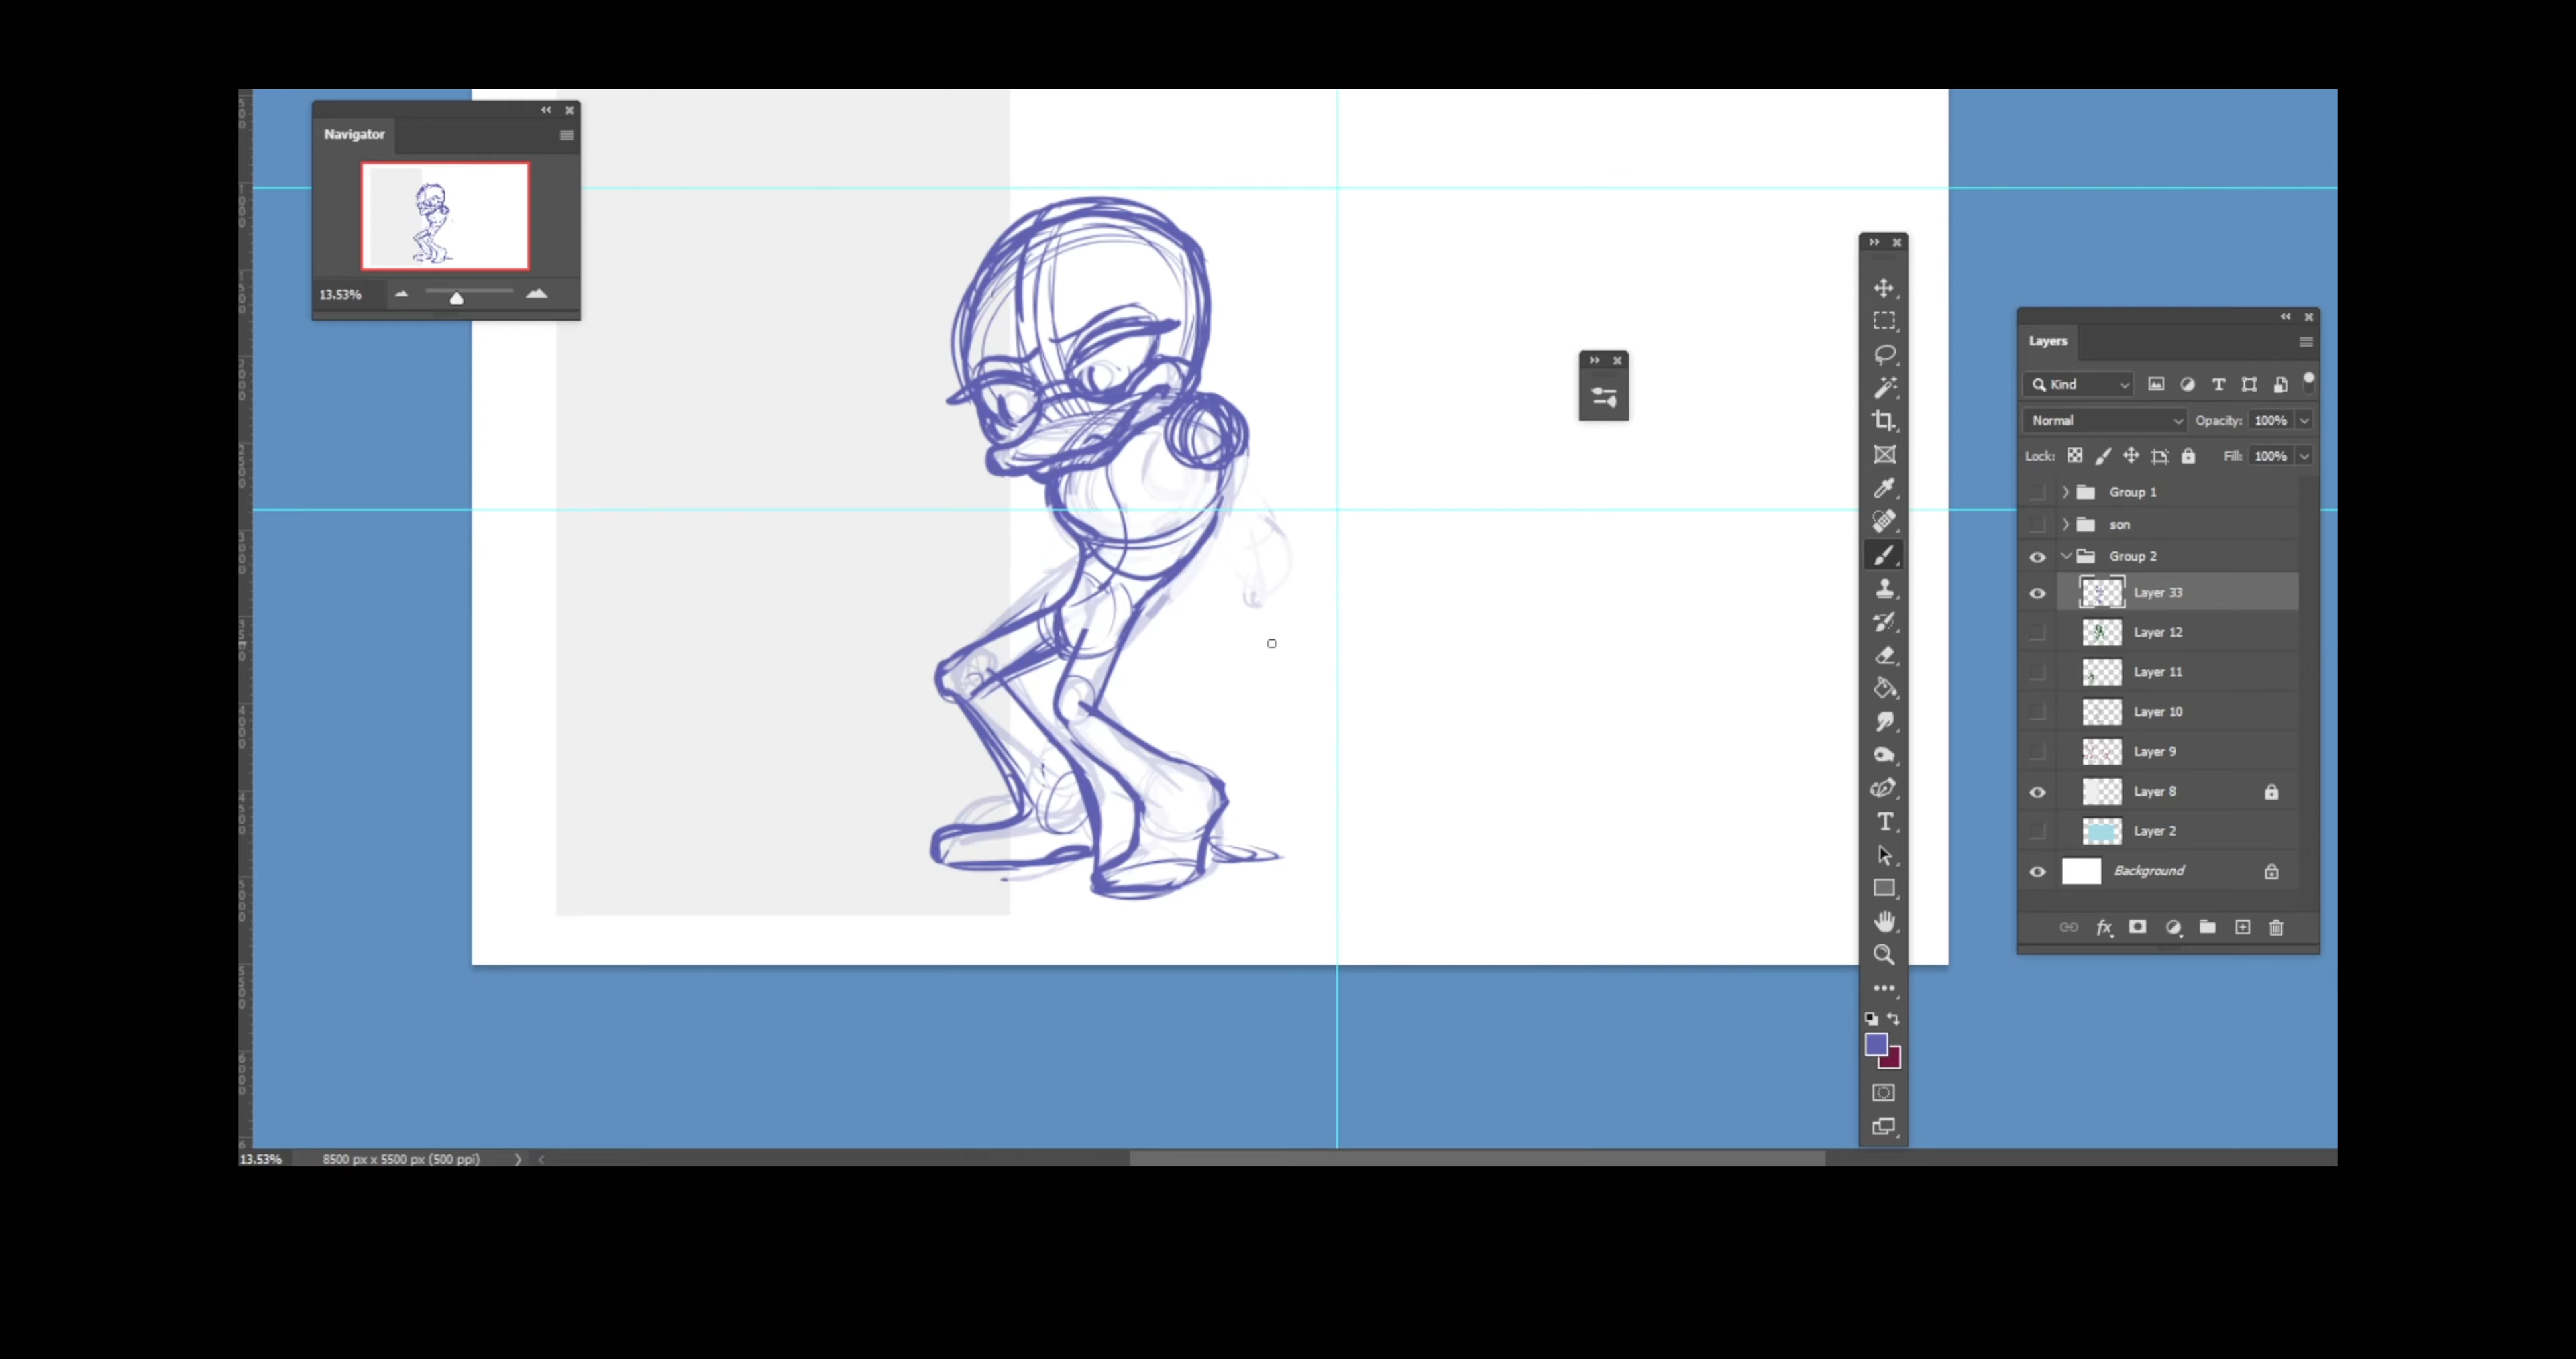 Navigator
13.53%
Layers
Kind
Normal
Opacity: 100%
Lock:
Fill: 100%
Group 1
son
Group 2
Layer 33
Layer 12
Layer 11
Layer 10
Layer 9
Layer 8
Layer 2
Background
fx
13.53%
8500 px x 5500 px (500 ppi)